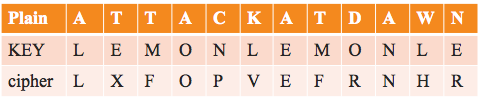 Plain A T T A C K A T D A W N
KEY L E M O N L E M O N L E
cipher L X F O P V E F R N H R